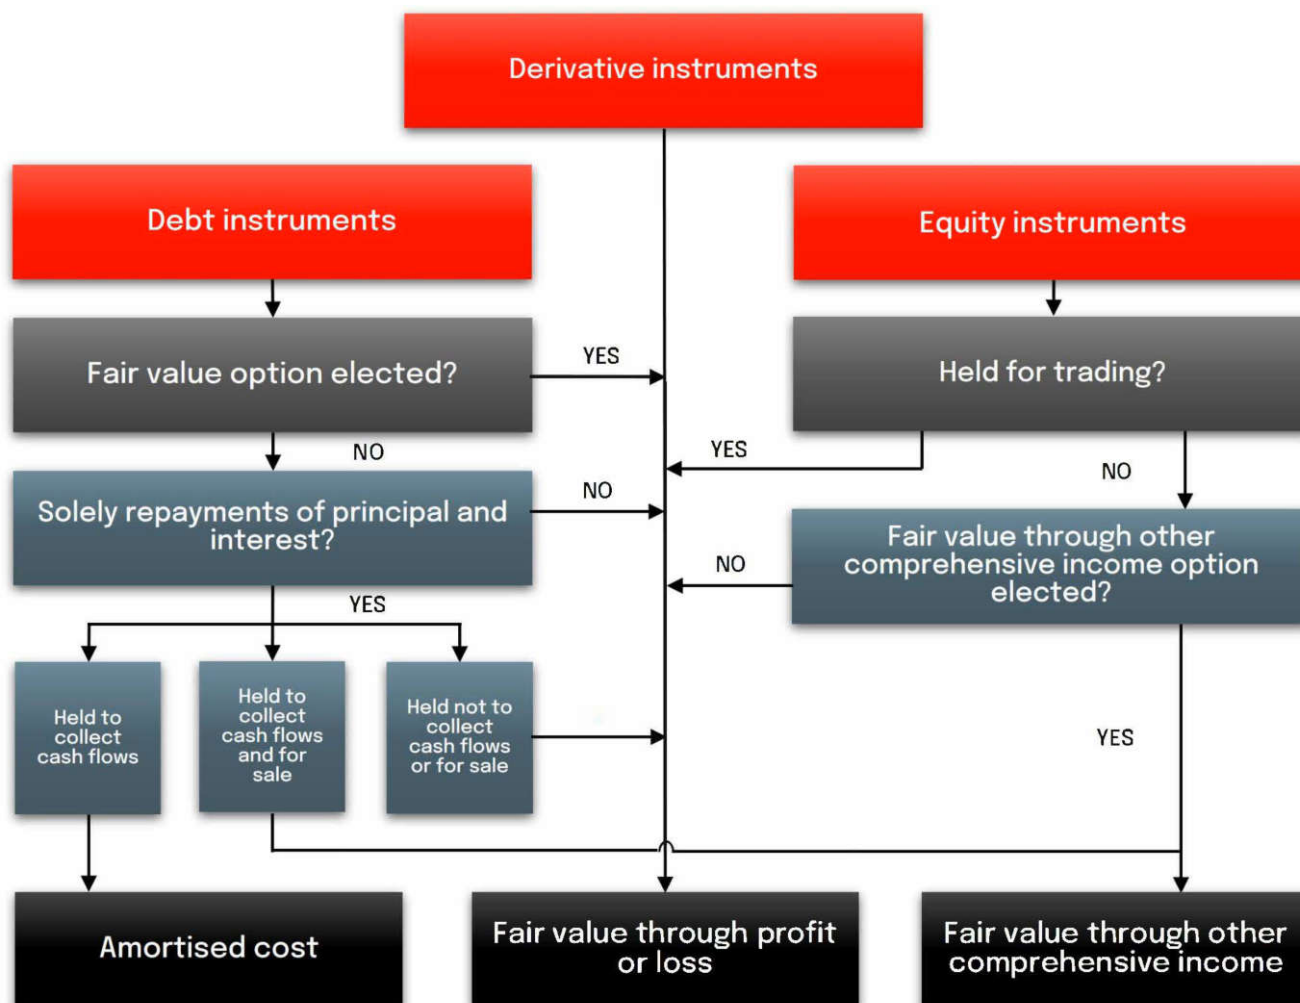 Derivative instruments
Debt instruments
Equity instruments
Fair value option elected?
YES
Held for trading?
NO
YES
NO
Solely repayments of principal and
interest?
NO
Fair value through other
comprehensive income option
elected?
NO
YES
Held to
collect
cash flows
Held to
collect
cash flows
and for
sale
Held not to
collect
cash flows
or for sale
YES
Amortised cost
Fair value through profit
or loss
Fair value through other
comprehensive income